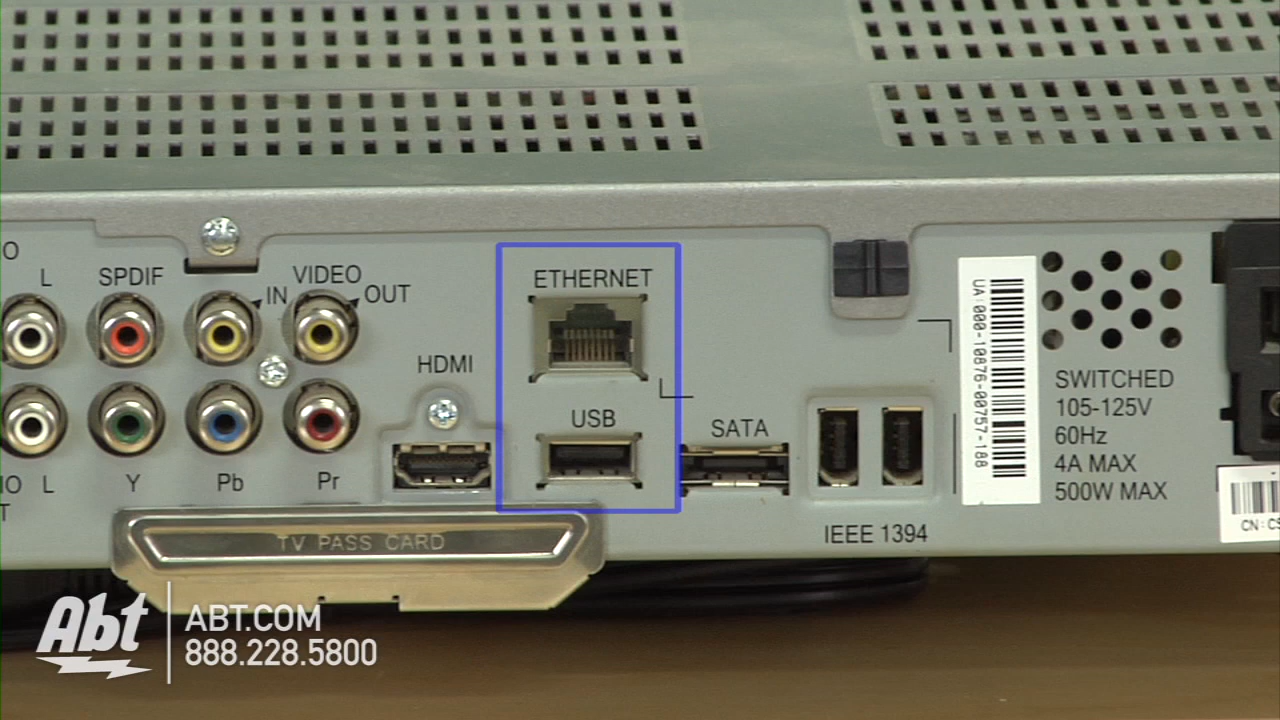 O
L
SPDIF
IN
VIDEO
OUT
ETHERNET
HDMI
USB
SATA
L
Y
Pb
Pr
IEEE 1394
UA: 000-10876-00757-188
SWITCHED
105-125V
60Hz
4A MAX
500W MAX
TV PASS CARD
Abt
ABT.COM
888.228.5800